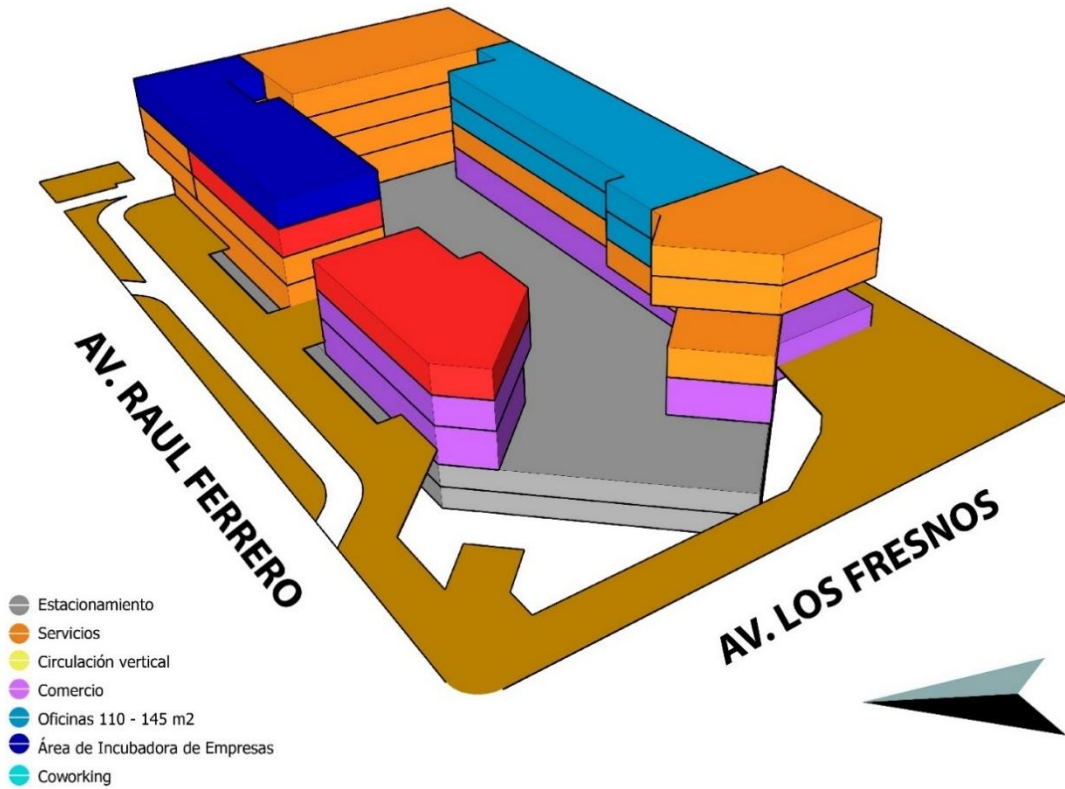 AV. RAUL FERRERO
AV. LOS FRESNOS
Estacionamiento
Servicios
Circulación vertical
Comercio
Oficinas 110 - 145 m2
Área de Incubadora de Empresas
Coworking